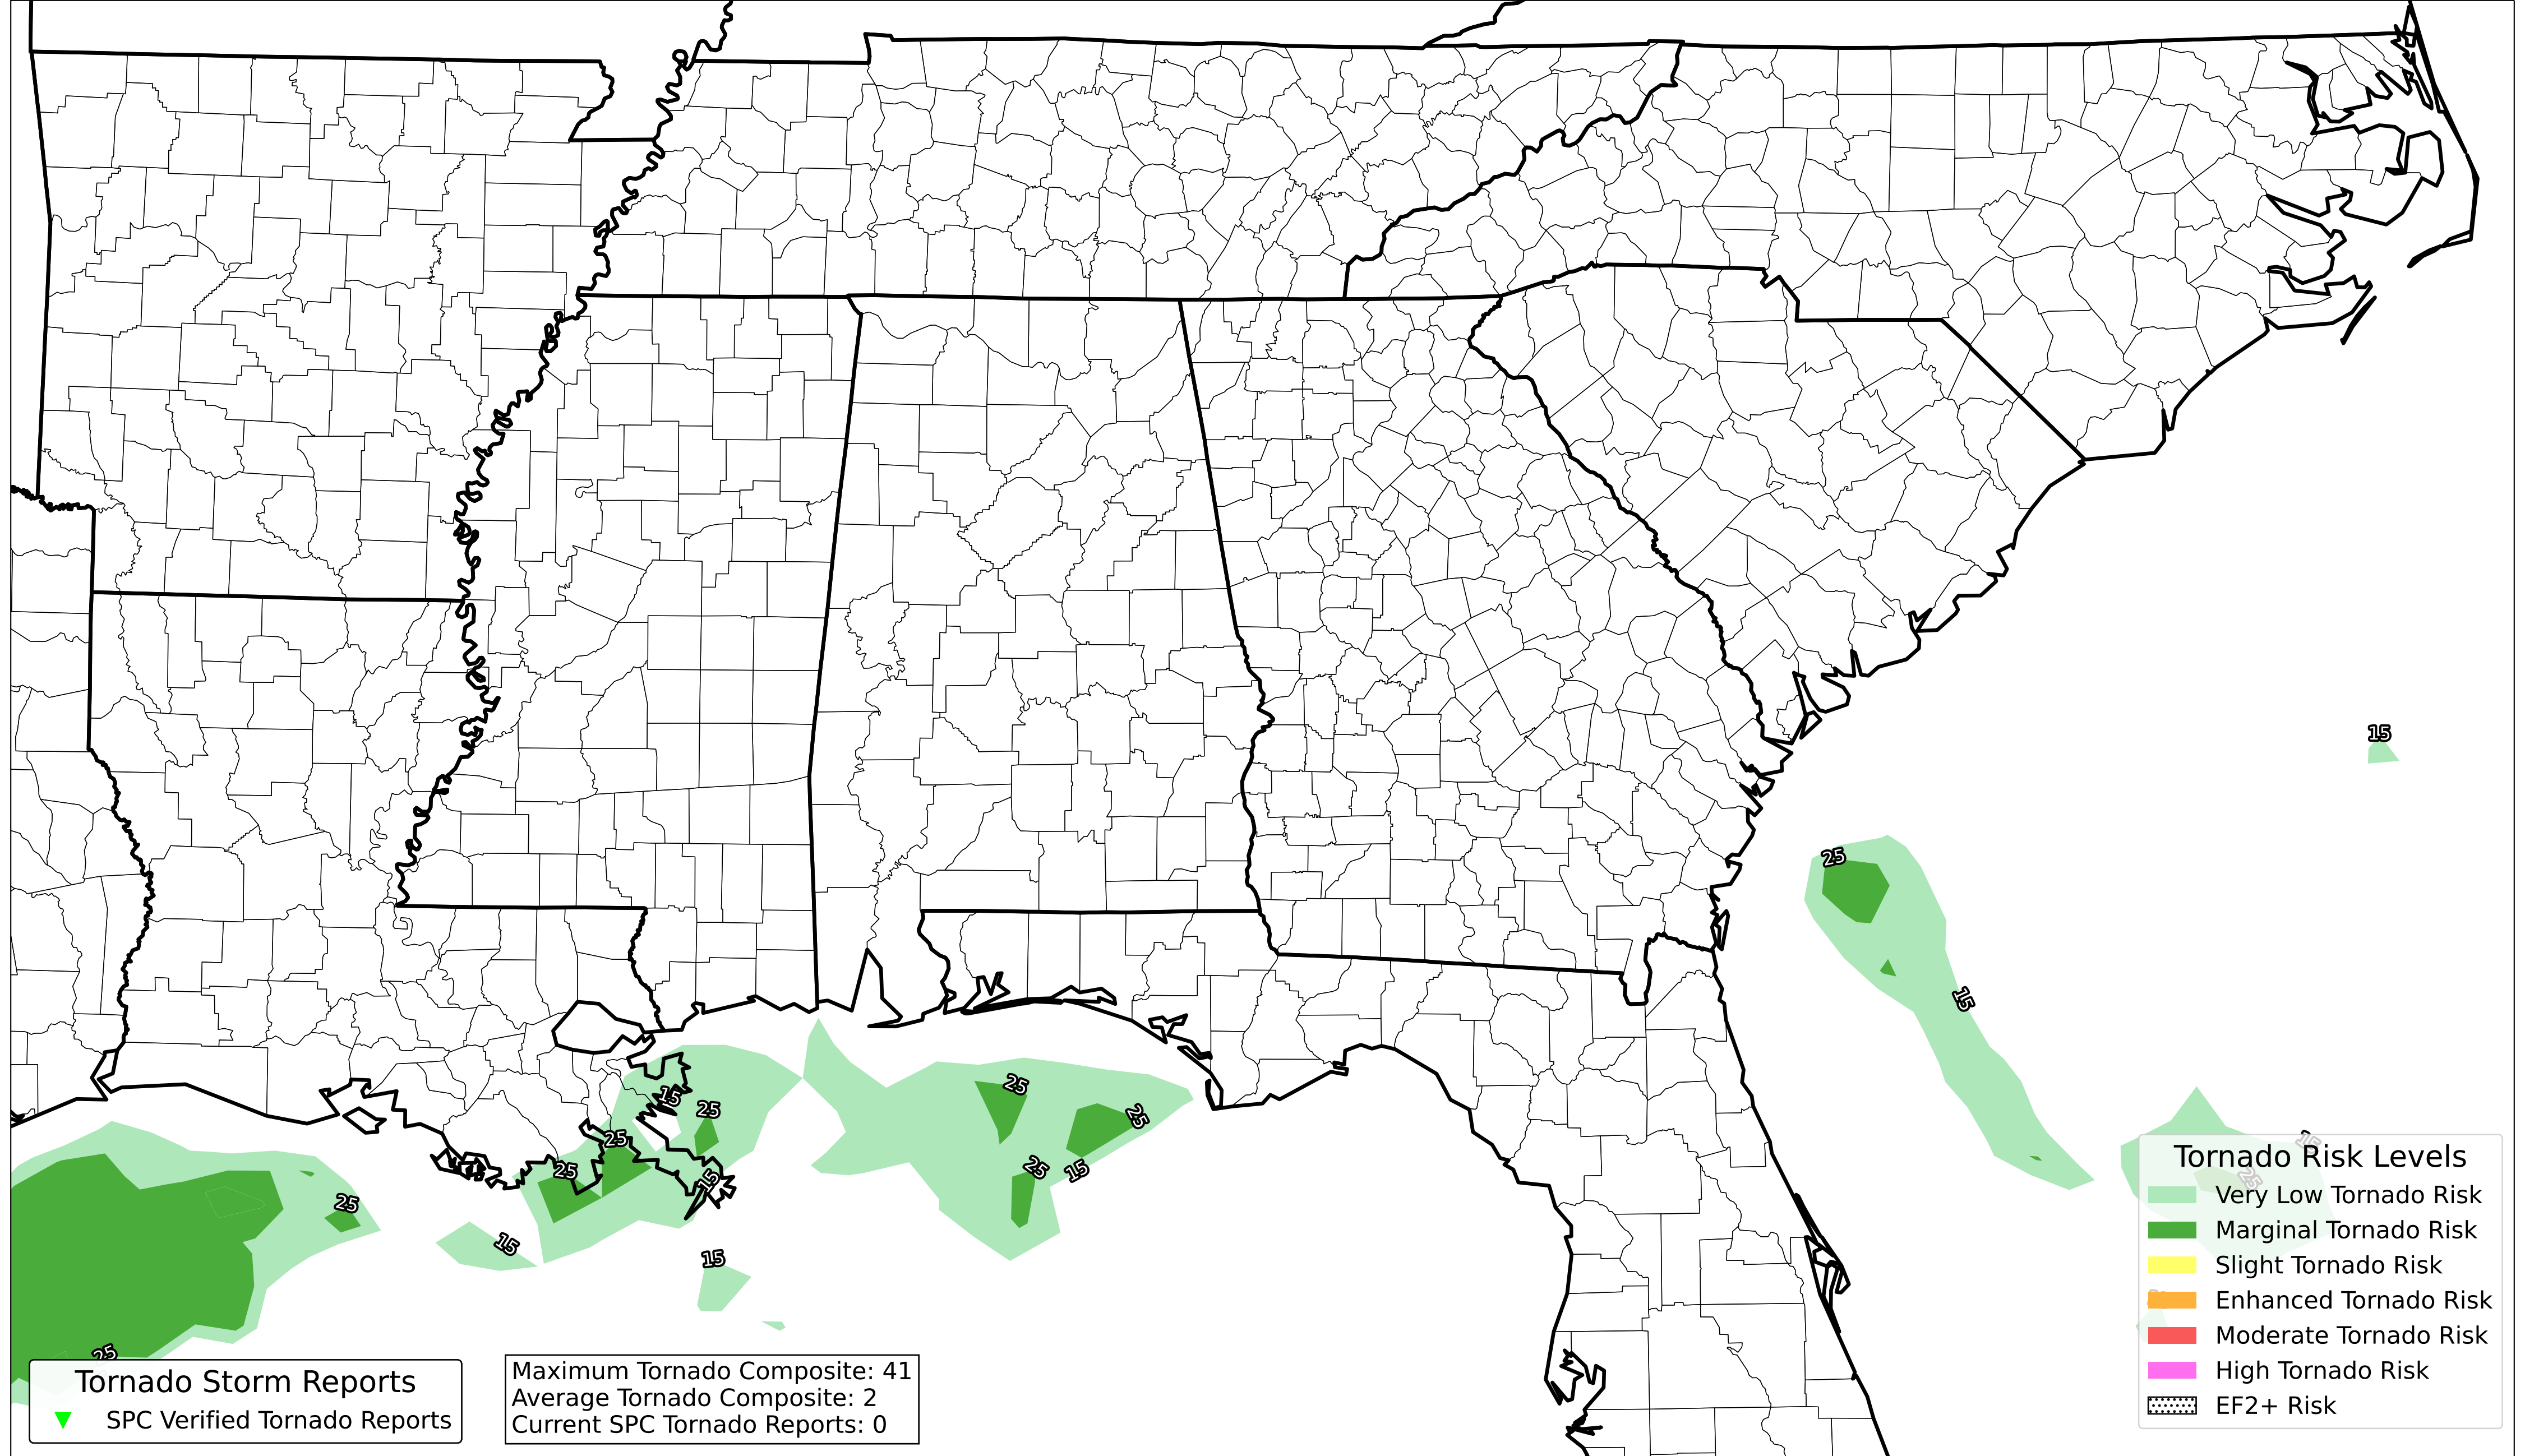 15
25
15
25
15
25
25
25
15
25
25
25
15
15
25
15
15
15
25
25
Tornado Storm Reports
SPC Verified Tornado Reports
Maximum Tornado Composite: 41
Average Tornado Composite: 2
Current SPC Tornado Reports: 0
Tornado Risk Levels
Very Low Tornado Risk
Marginal Tornado Risk
Slight Tornado Risk
Enhanced Tornado Risk
Moderate Tornado Risk
High Tornado Risk
EF2+ Risk